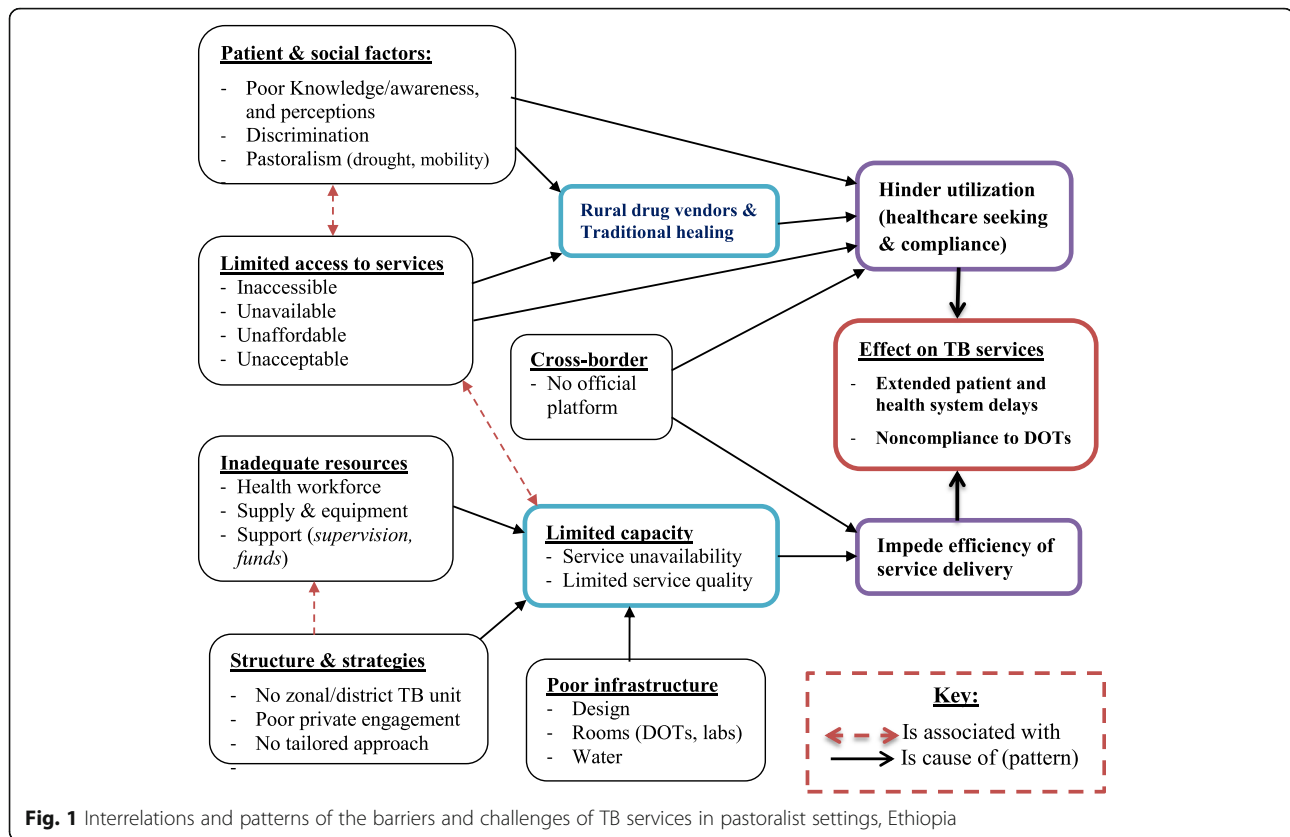 Patient & social factors:
- Poor Knowledge/awareness,
and perceptions
- Discrimination
- Pastoralism (drought, mobility)
-
Limited access to services
- Inaccessible
- Unavailable
- Unaffordable
- Unacceptable
Rural drug vendors &
Traditional healing
Hinder utilization
(healthcare seeking
& compliance)
Cross-border
- No official
platform
Effect on TB services
- Extended patient and
health system delays
- Noncompliance to DOTs
Inadequate resources
- Health workforce
- Supply & equipment
- Support (supervision,
funds)
Limited capacity
- Service unavailability
- Limited service quality
Impede efficiency of
service delivery
Structure & strategies
- No zonal/district TB unit
- Poor private engagement
- No tailored approach
-
Poor infrastructure
- Design
- Rooms (DOTs, labs)
- Water
Key:
Is associated with
Is cause of (pattern)
Fig. 1 Interrelations and patterns of the barriers and challenges of TB services in pastoralist settings, Ethiopia